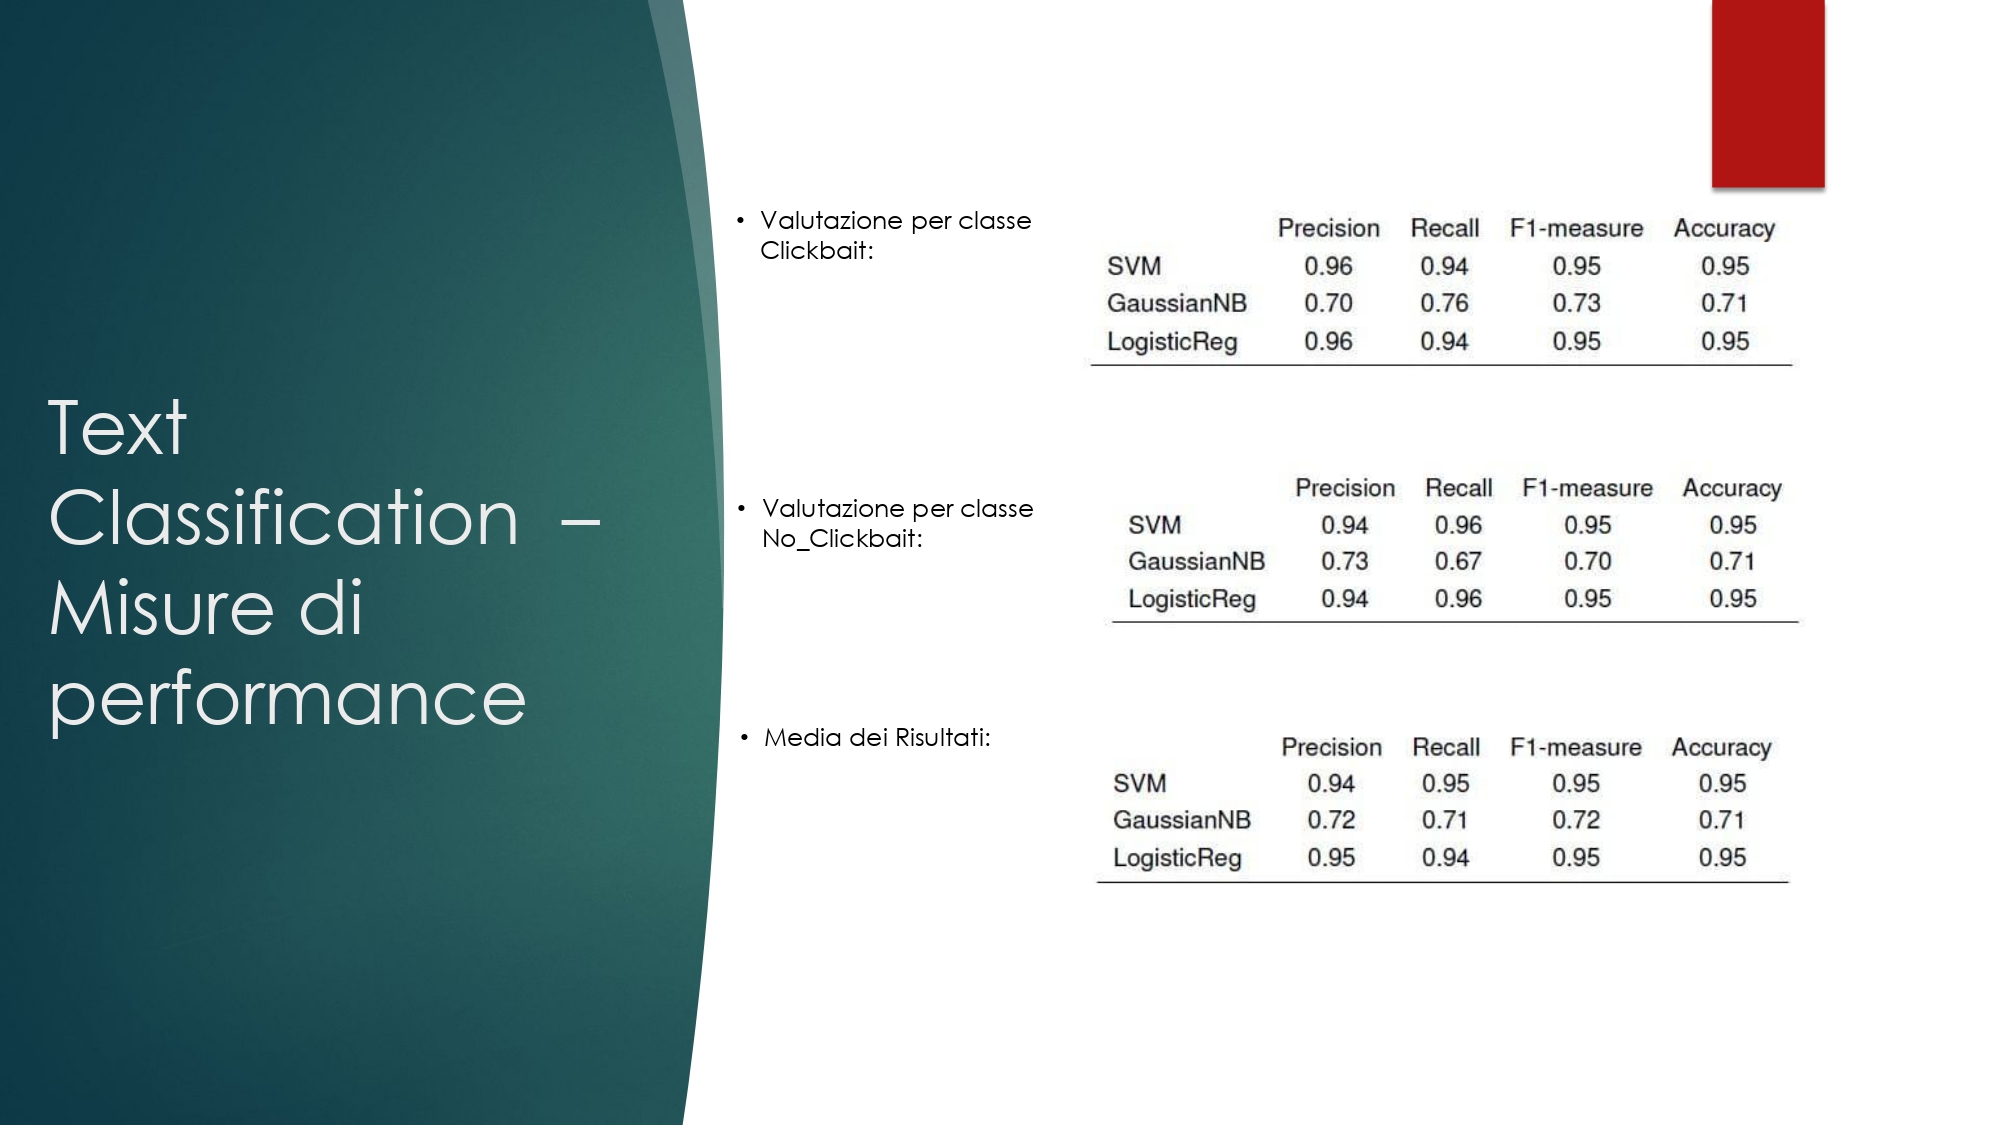 Text
Classification –
Misure di
performance
• Valutazione per classe
Clickbait:
Precision Recall F1-measure Accuracy
SVM 0.96 0.94 0.95 0.95
GaussianNB 0.70 0.76 0.73 0.71
LogisticReg 0.96 0.94 0.95 0.95
• Valutazione per classe
No_Clickbait:
Precision Recall F1-measure Accuracy
SVM 0.94 0.96 0.95 0.95
GaussianNB 0.73 0.67 0.70 0.71
LogisticReg 0.94 0.96 0.95 0.95
• Media dei Risultati:
Precision Recall F1-measure Accuracy
SVM 0.94 0.95 0.95 0.95
GaussianNB 0.72 0.71 0.72 0.71
LogisticReg 0.95 0.94 0.95 0.95